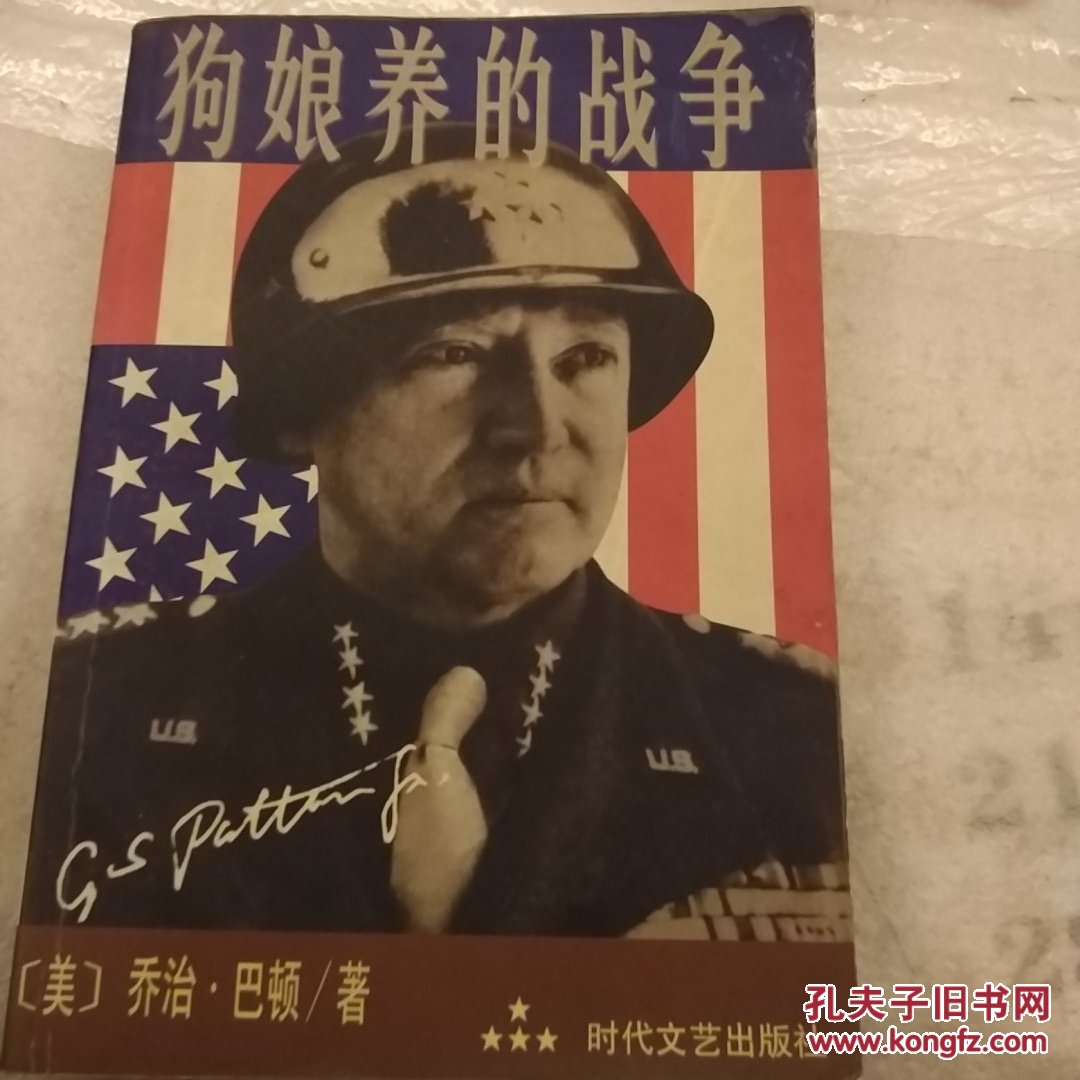 狗娘养的战争
U.S.
U.S.
G S Patton Jr.
〔美〕乔治·巴顿/著
时代文艺出版社
孔夫子旧书网
www.kongfz.com